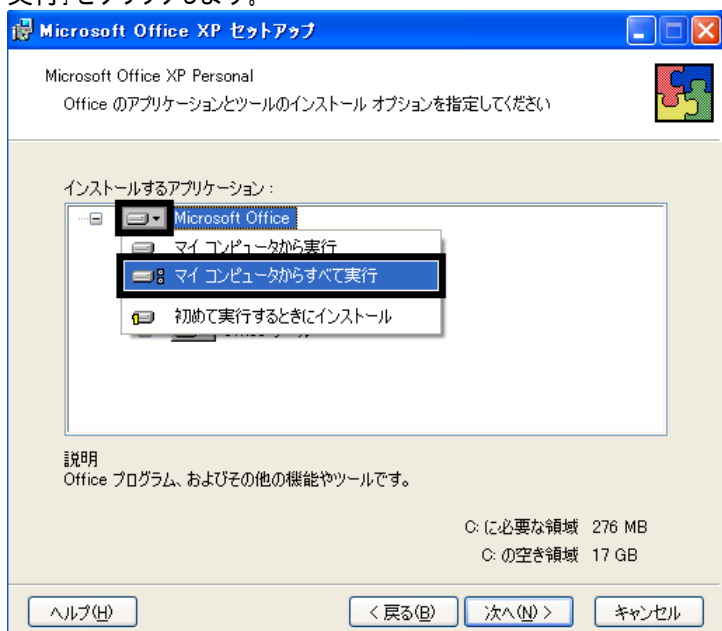 実行」をクリックします。
Microsoft Office XP セットアップ
Microsoft Office XP Personal
Office のアプリケーションとツールのインストール オプションを指定してください
インストールするアプリケーション:
Microsoft Office
マイ コンピュータから実行
マイ コンピュータからすべて実行
初めて実行するときにインストール
説明
Office プログラム、およびその他の機能やツールです。
C: に必要な領域 276 MB
C: の空き領域 17 GB
ヘルプ(H) < 戻る(B) 次へ(N) > キャンセル